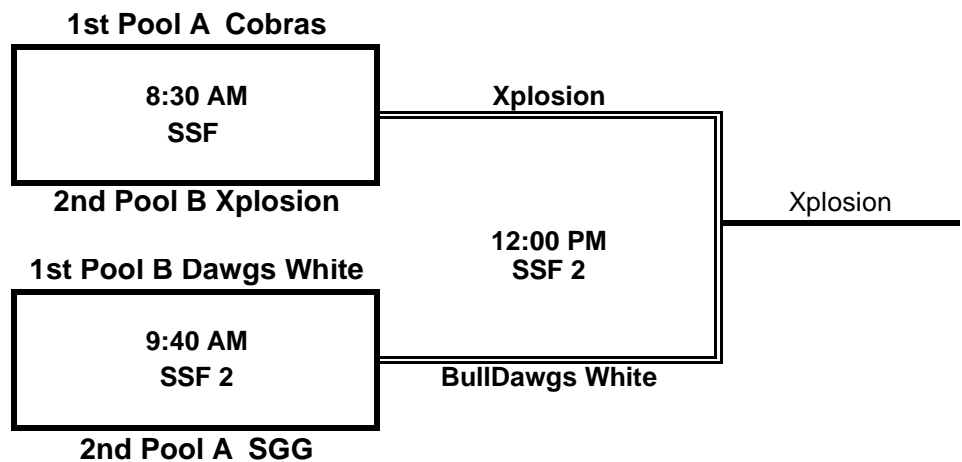 1st Pool A  Cobras
8:30 AM
SSF
2nd Pool B Xplosion
Xplosion
1st Pool B Dawgs White
9:40 AM
SSF 2
2nd Pool A  SGG
12:00 PM
SSF 2
BullDawgs White
Xplosion